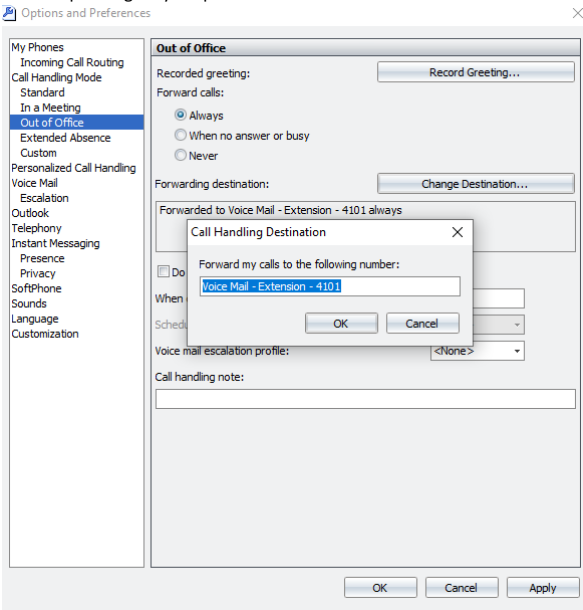 Options and Preferences
My Phones
Incoming Call Routing
Call Handling Mode
Standard
In a Meeting
Out of Office
Extended Absence
Custom
Personalized Call Handling
Voice Mail
Escalation
Outlook
Telephony
Instant Messaging
Presence
Privacy
SoftPhone
Sounds
Language
Customization
Out of Office
Recorded greeting:
Record Greeting...
Forward calls:
Always
When no answer or busy
Never
Forwarding destination:
Change Destination...
Forwarded to Voice Mail - Extension - 4101 always
Call Handling Destination
Forward my calls to the following number:
Voice Mail - Extension - 4101
OK Cancel
Do
When
Voice mail escalation profile:
<None>
Call handling note:
OK Cancel Apply